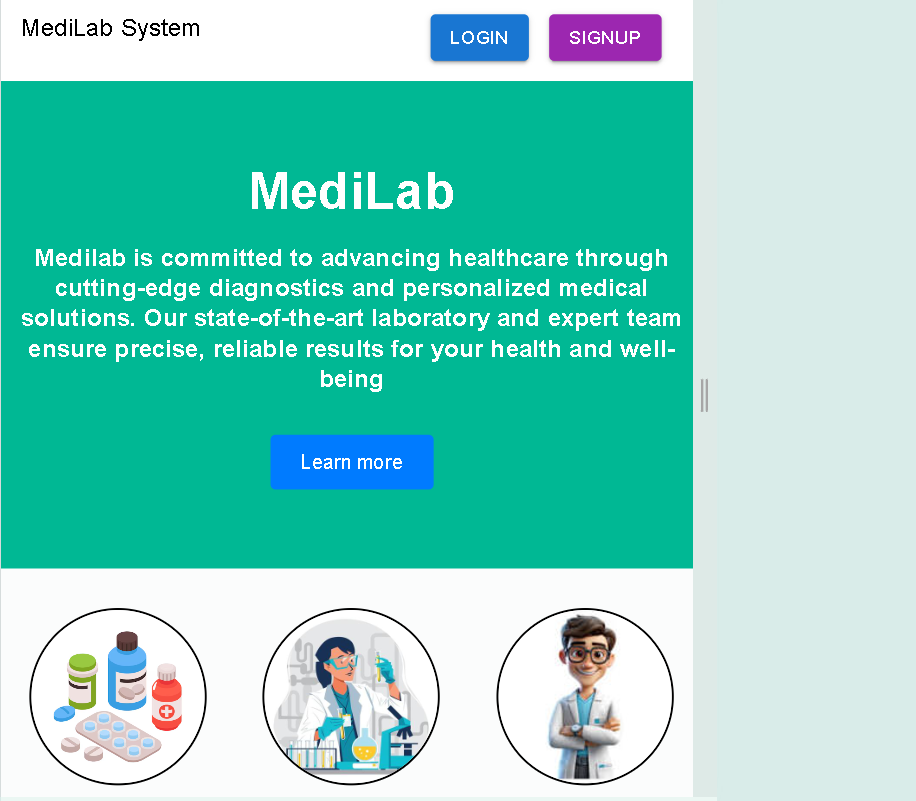 MediLab System
LOGIN
SIGNUP
MediLab
Medilab is committed to advancing healthcare through
cutting-edge diagnostics and personalized medical
solutions. Our state-of-the-art laboratory and expert team
ensure precise, reliable results for your health and well-
being
Learn more